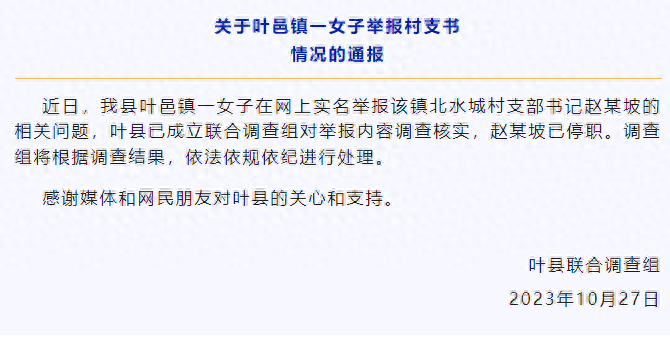 关于叶邑镇一女子举报村支书
情况的通报
近日，我县叶邑镇一女子在网上实名举报该镇北水城村支部书记赵某坡的
相关问题，叶县已成立联合调查组对举报内容调查核实，赵某坡已停职。调查
组将根据调查结果，依法依规依纪进行处理。
感谢媒体和网民朋友对叶县的关心和支持。
叶县联合调查组
2023年10月27日